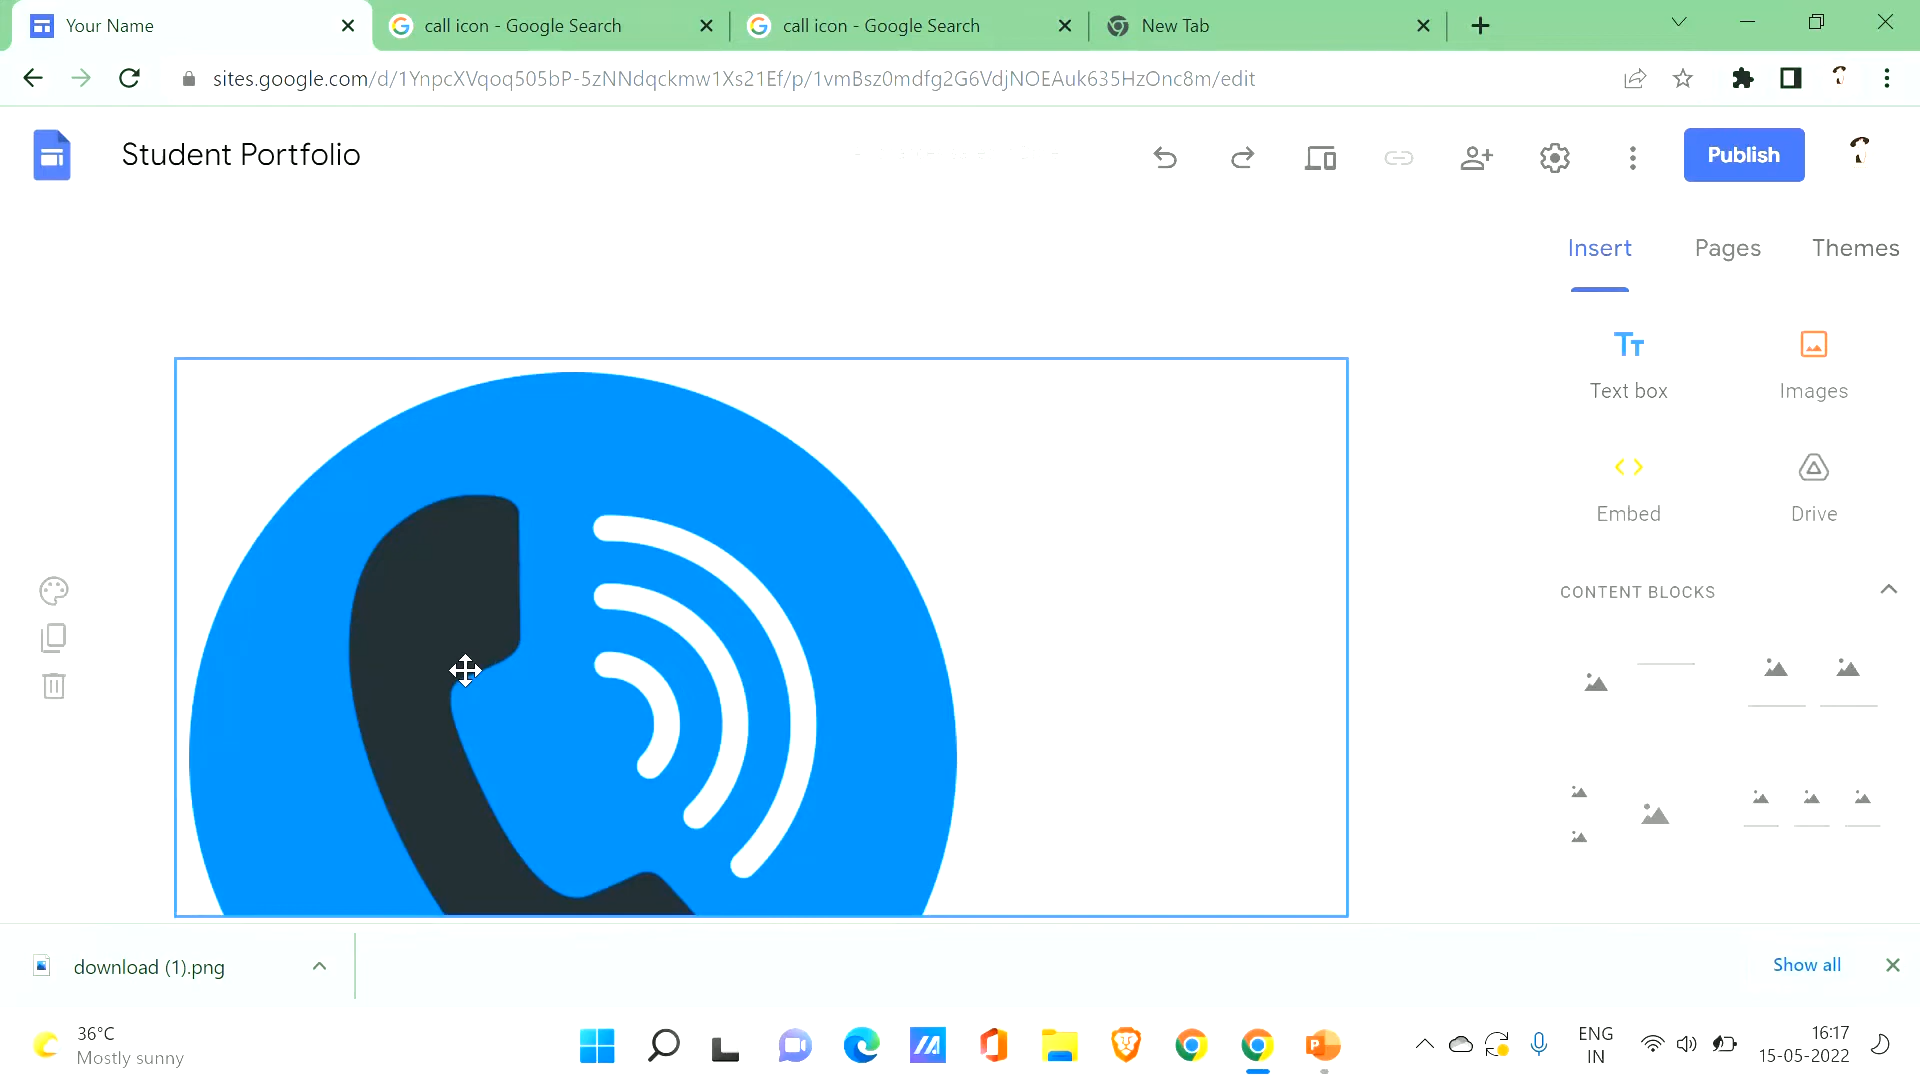 Your Name
call icon - Google Search
call icon - Google Search
New Tab
sites.google.com/d/1YnpcXVqoq505bP-5zNNdqckmw1Xs21Ef/p/1vmBsz0mdfg2G6VdjNOEAuk635HzOnc8m/edit
Student Portfolio
Publish
Insert
Pages
Themes
Text box
Images
Embed
Drive
CONTENT BLOCKS
download (1).png
Show all
36°C
Mostly sunny
ENG
IN
16:17
15-05-2022